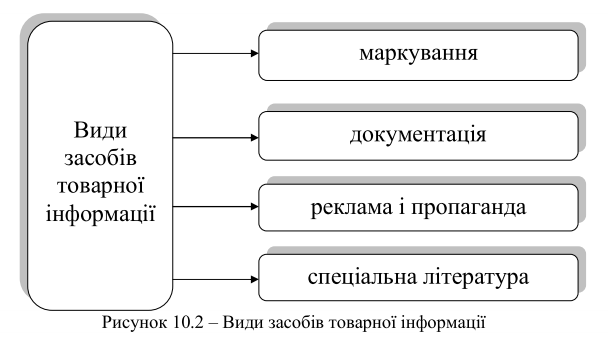 Види
засобів
товарної
інформації
маркування
документація
реклама і пропаганда
спеціальна література
Рисунок 10.2 – Види засобів товарної інформації